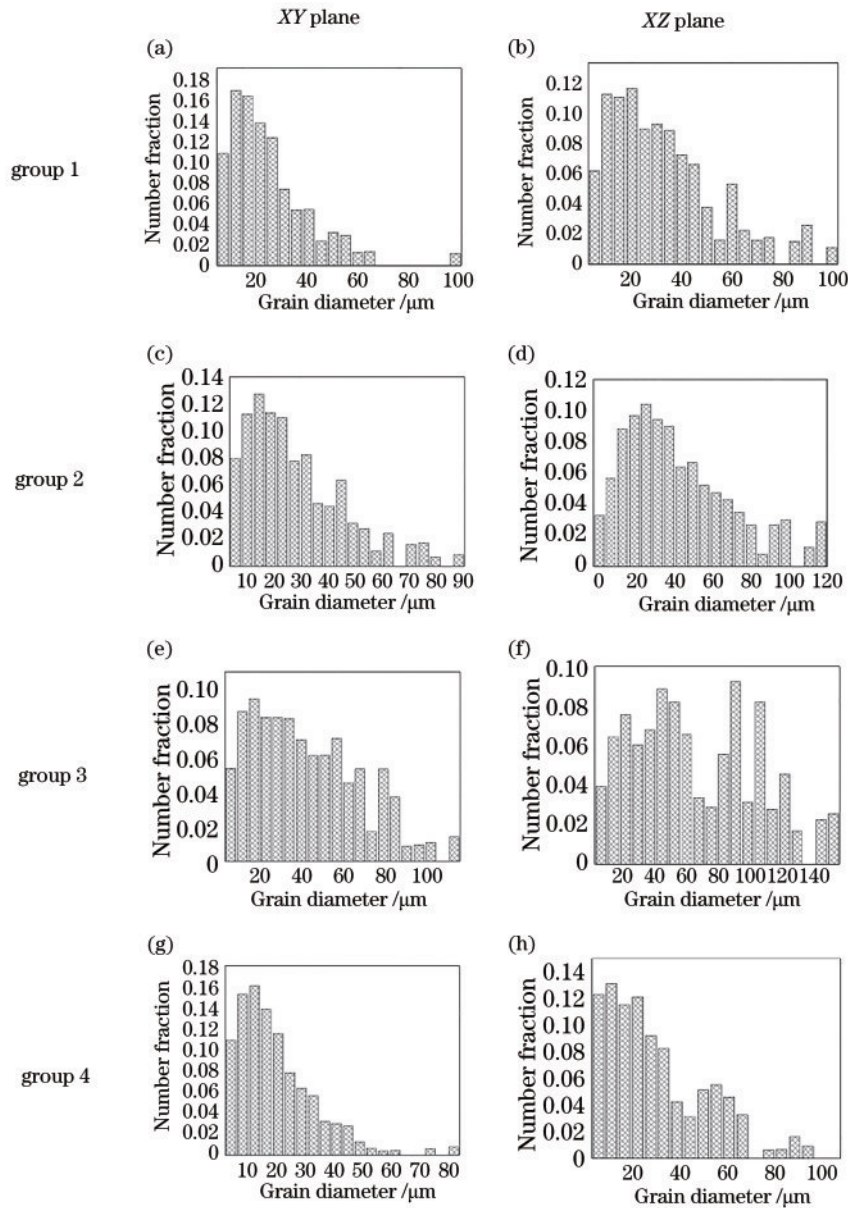 XY plane
XZ plane
group 1
(a)
Number fraction
0.18
0.16
0.14
0.12
0.10
0.08
0.06
0.04
0.02
0
20 40 60 80 100
Grain diameter /μm
(b)
Number fraction
0.12
0.10
0.08
0.06
0.04
0.02
0
20 40 60 80 100
Grain diameter /μm
group 2
(c)
Number fraction
0.14
0.12
0.10
0.08
0.06
0.04
0.02
0
10 20 30 40 50 60 70 80 90
Grain diameter /μm
(d)
Number fraction
0.12
0.10
0.08
0.06
0.04
0.02
0
0 20 40 60 80 100 120
Grain diameter /μm
group 3
(e)
Number fraction
0.10
0.08
0.06
0.04
0.02
0
20 40 60 80 100
Grain diameter /μm
(f)
Number fraction
0.10
0.08
0.06
0.04
0.02
0
20 40 60 80 100 120 140
Grain diameter /μm
group 4
(g)
Number fraction
0.18
0.16
0.14
0.12
0.10
0.08
0.06
0.04
0.02
0
10 20 30 40 50 60 70 80
Grain diameter /μm
(h)
Number fraction
0.14
0.12
0.10
0.08
0.06
0.04
0.02
0
20 40 60 80 100
Grain diameter /μm